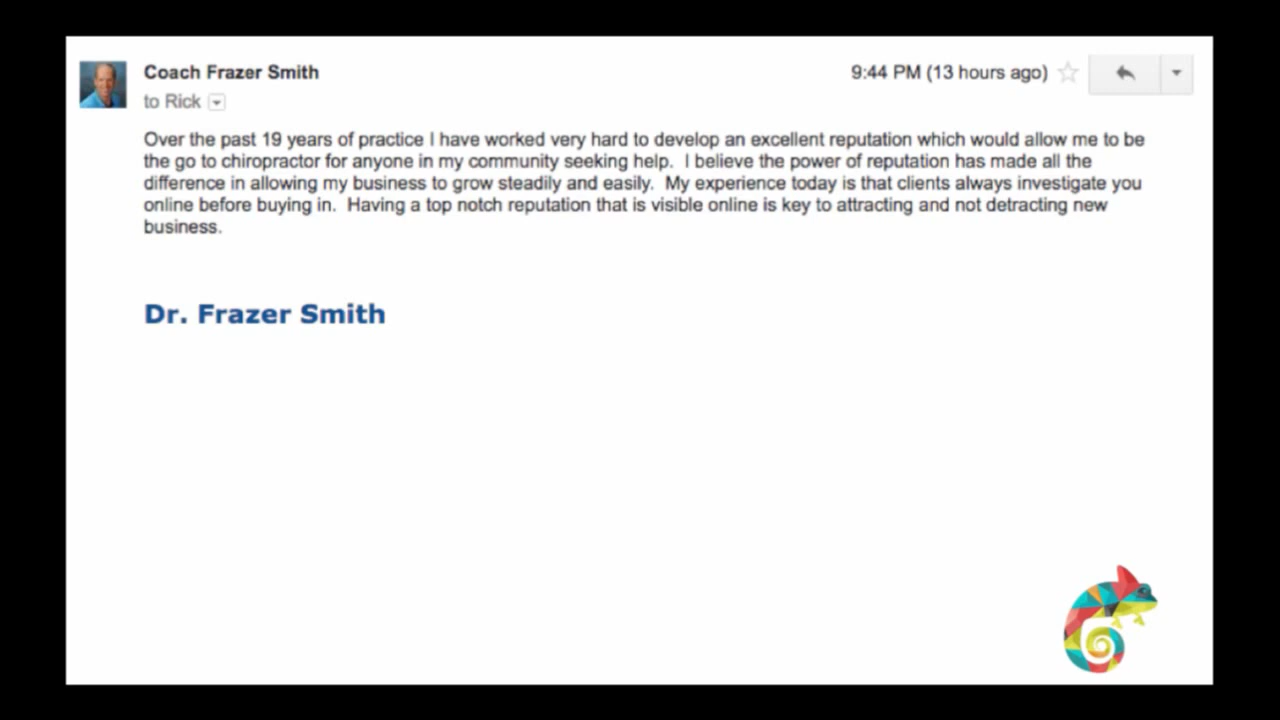 Coach Frazer Smith
9:44 PM (13 hours ago)
to Rick
Over the past 19 years of practice I have worked very hard to develop an excellent reputation which would allow me to be
the go to chiropractor for anyone in my community seeking help.  I believe the power of reputation has made all the
difference in allowing my business to grow steadily and easily.  My experience today is that clients always investigate you
online before buying in.  Having a top notch reputation that is visible online is key to attracting and not detracting new
business.
Dr. Frazer Smith